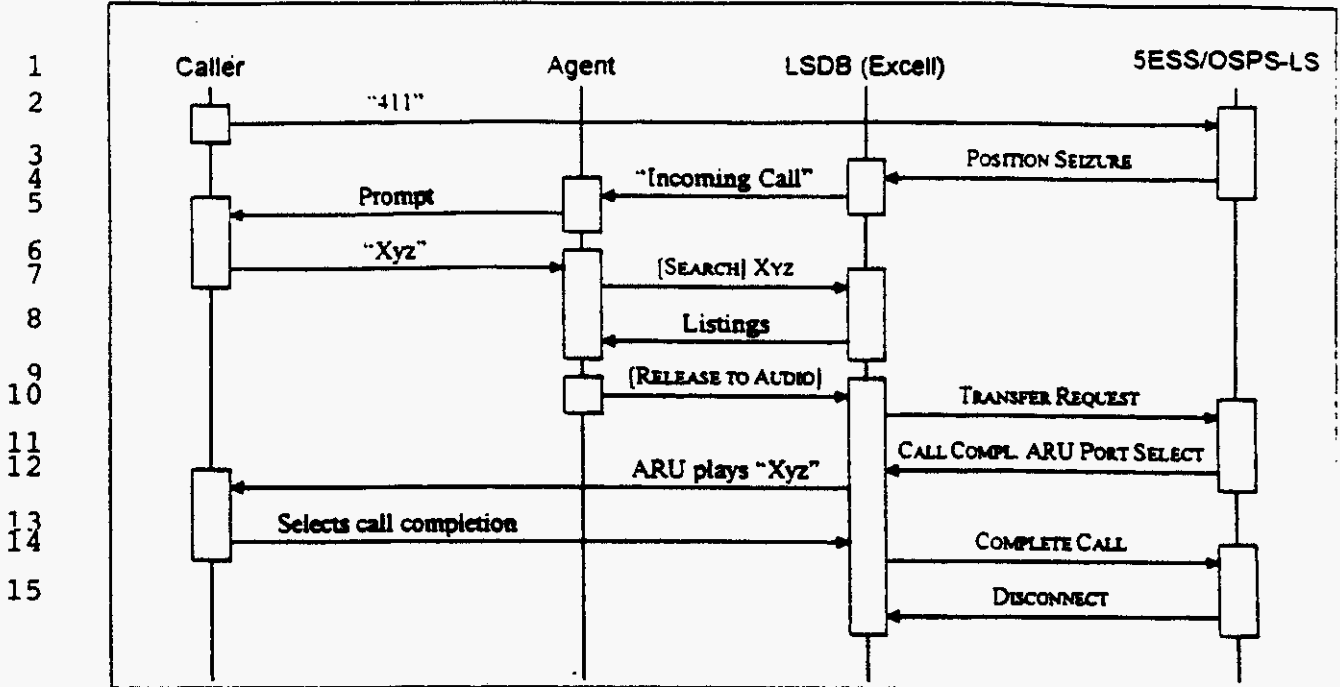 1 Caller Agent LSDB (Excell) 5ESS/OSPS-LS
2 "411"
3 POSITION SEIZURE
4 "Incoming Call"
5 Prompt
6 "Xyz"
7 [SEARCH] XYZ
8 Listings
9 [RELEASE TO AUDIO]
10 TRANSFER REQUEST
11 CALL COMPL. ARU PORT SELECT
12 ARU plays "Xyz"
13 Selects call completion
14 COMPLETE CALL
15 DISCONNECT